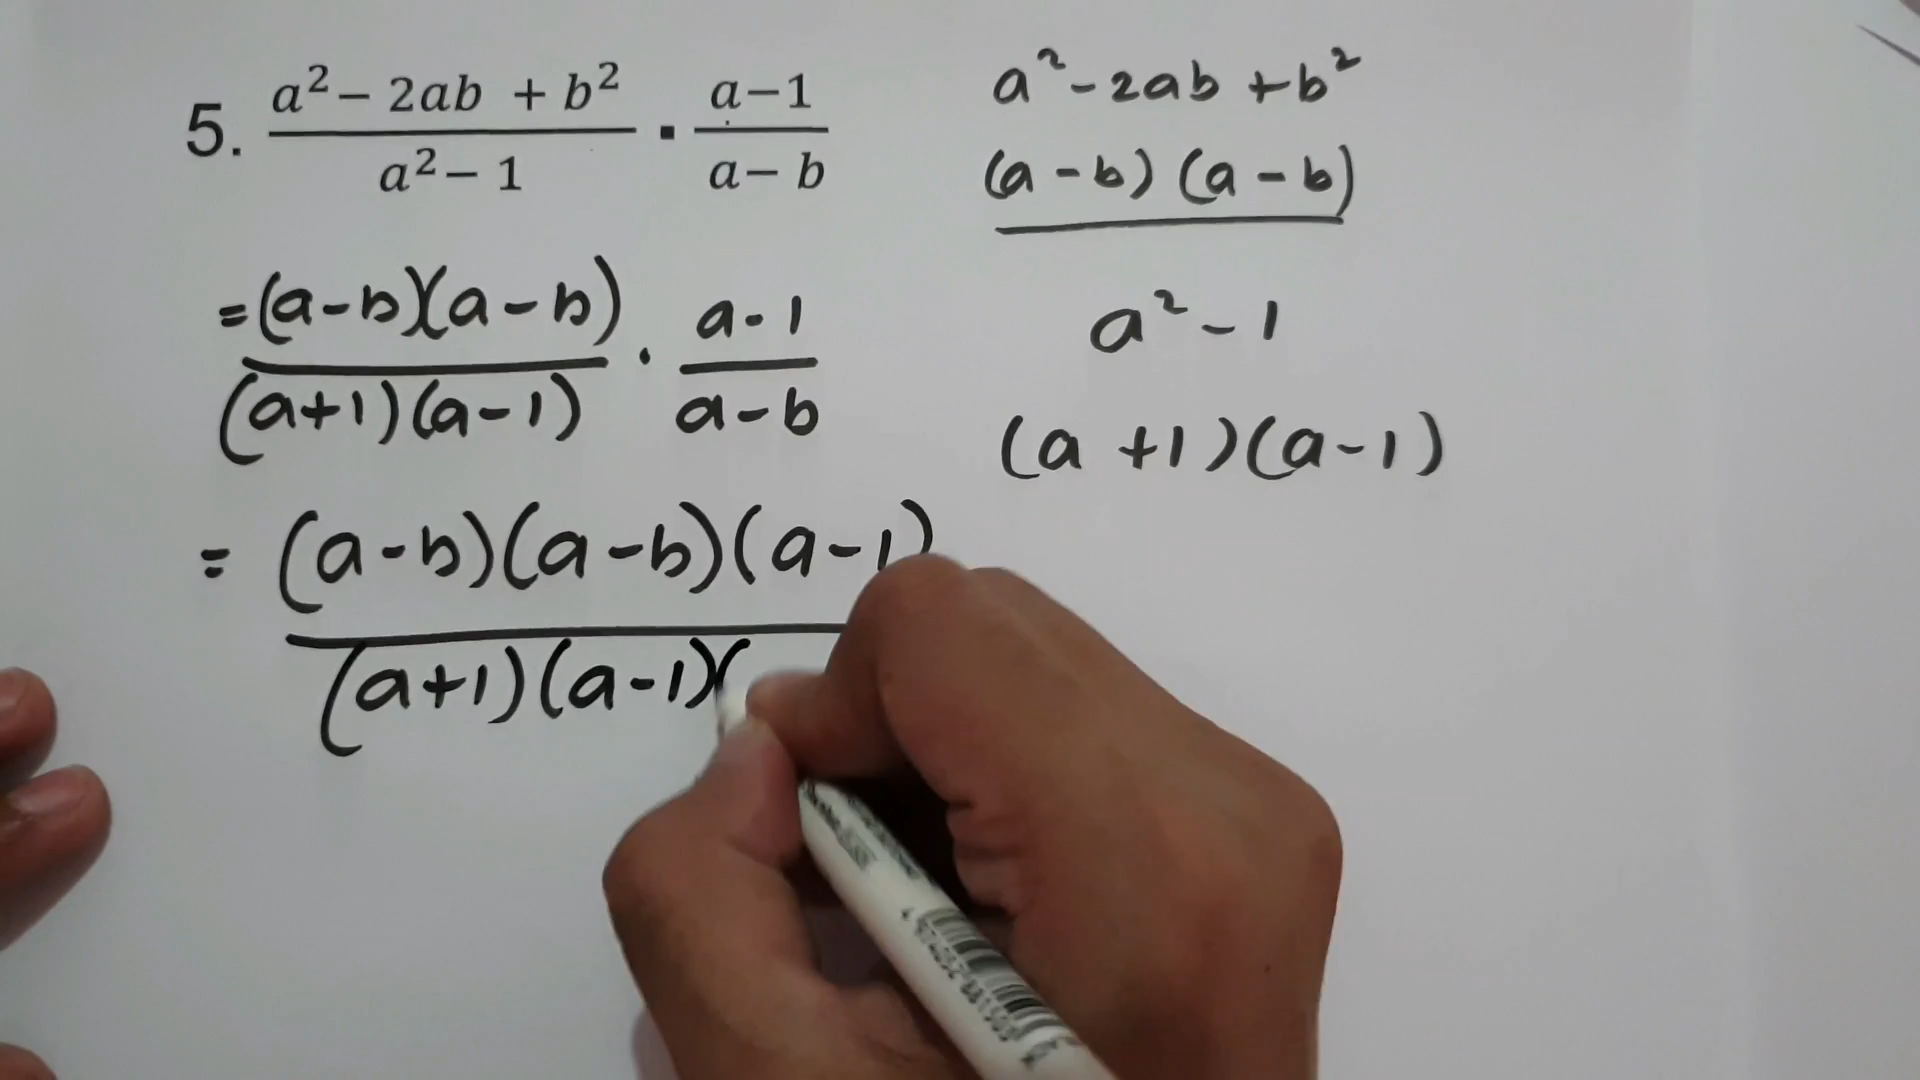 5. a² − 2ab + b² / a² − 1 · a−1 / a − b
a² - 2ab + b²
(a - b) (a - b)
= (a-b)(a-b) / (a+1)(a-1) · a-1 / a-b
a² - 1
(a +1)(a-1)
= (a-b)(a-b)(a-1) / (a+1)(a-1)(